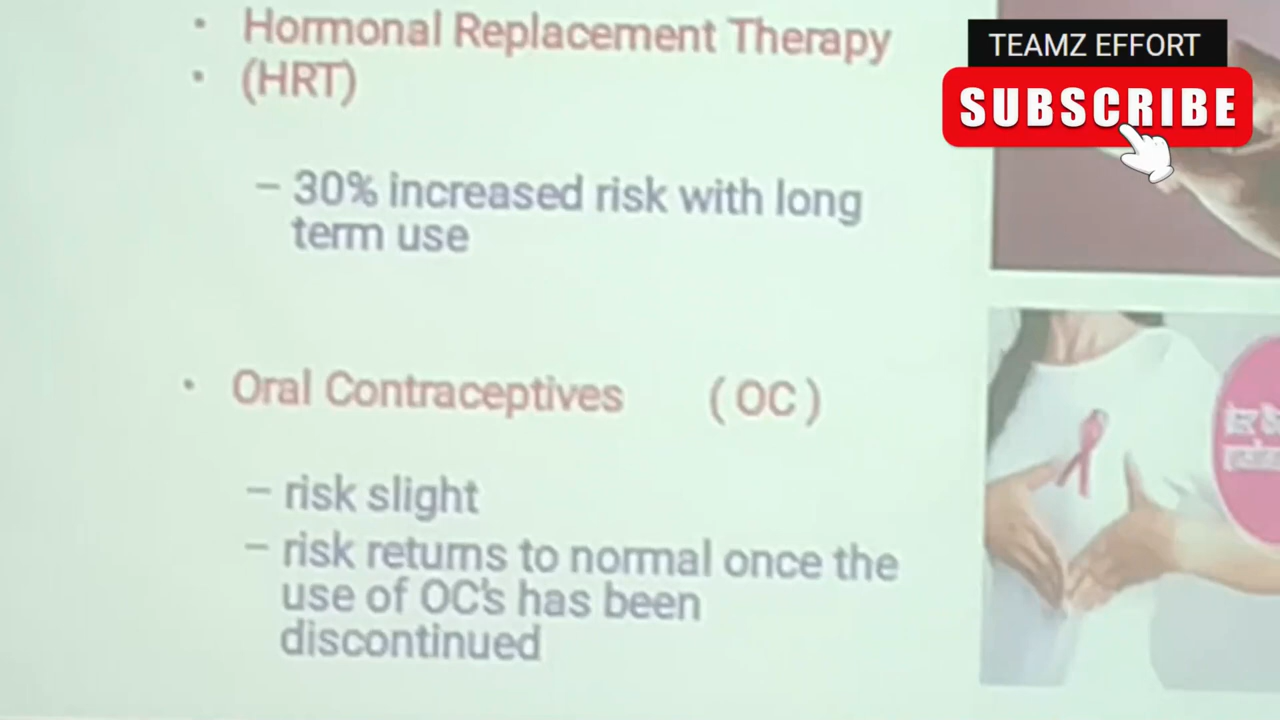 Hormonal Replacement Therapy
(HRT)
– 30% increased risk with long
term use
Oral Contraceptives ( OC )
– risk slight
– risk returns to normal once the
use of OC's has been
discontinued
TEAMZ EFFORT
SUBSCRIBE